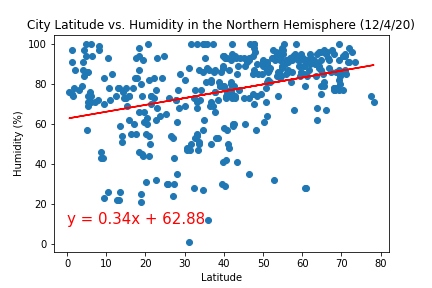 City Latitude vs. Humidity in the Northern Hemisphere (12/4/20)
100
80
60
40
20
0
Humidity (%)
y = 0.34x + 62.88
0 10 20 30 40 50 60 70 80
Latitude